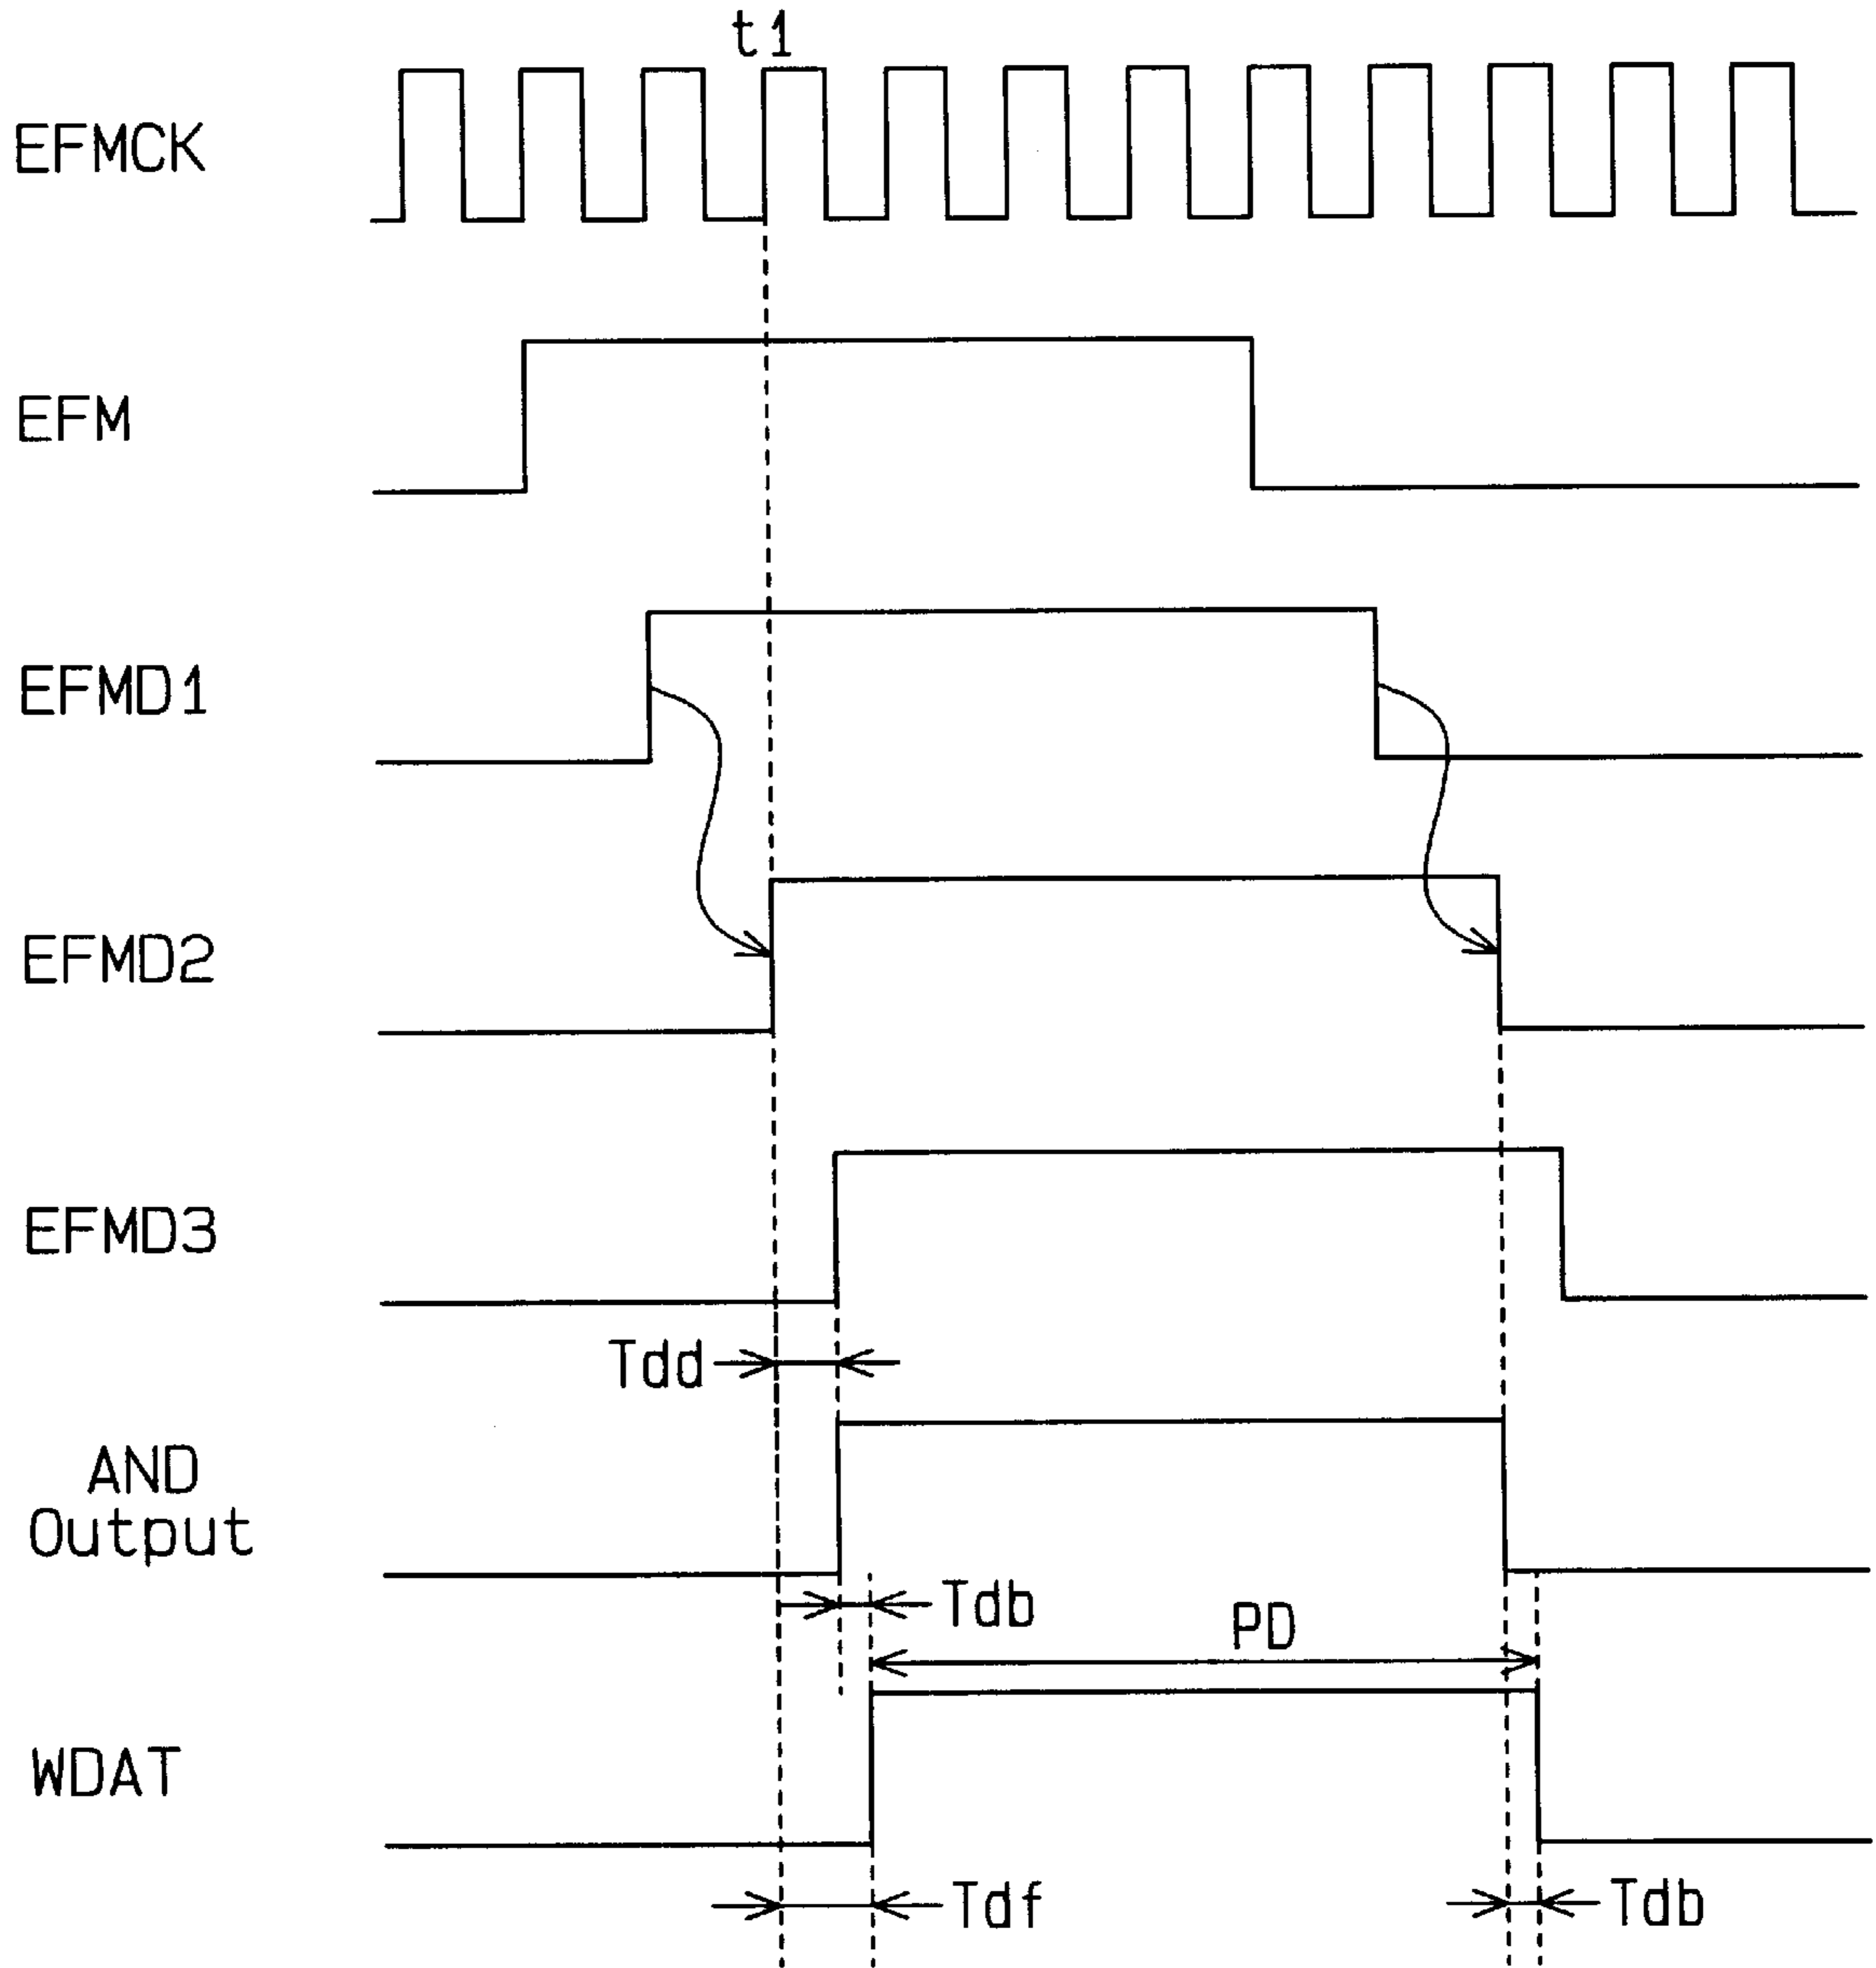 t1
EFMCK
EFM
EFMD1
EFMD2
EFMD3
Tdd
AND
Output
Tdb
PD
WDAT
Tdf
Tdb